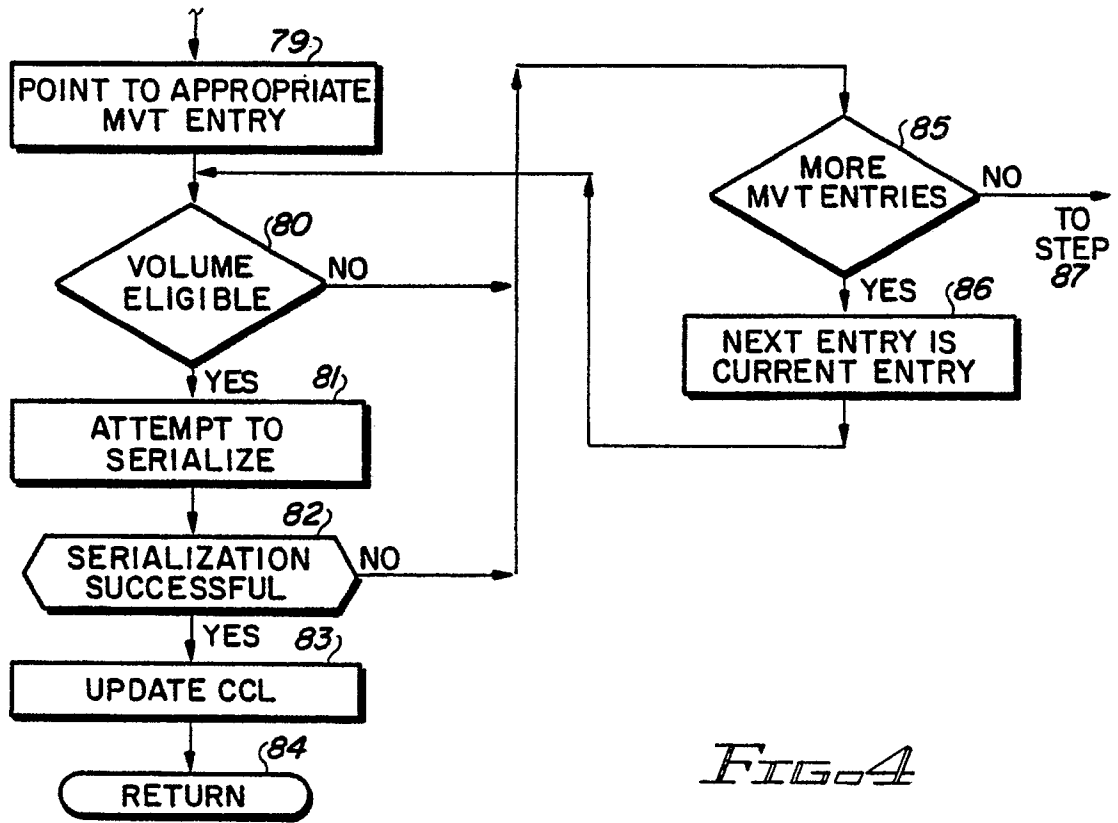 79
POINT TO APPROPRIATE
MVT ENTRY
80
VOLUME
ELIGIBLE
NO
YES
81
ATTEMPT TO
SERIALIZE
82
SERIALIZATION
SUCCESSFUL
NO
YES
83
UPDATE CCL
84
RETURN
85
MORE
MVT ENTRIES
NO
TO
STEP
87
YES
86
NEXT ENTRY IS
CURRENT ENTRY
FIG. 4